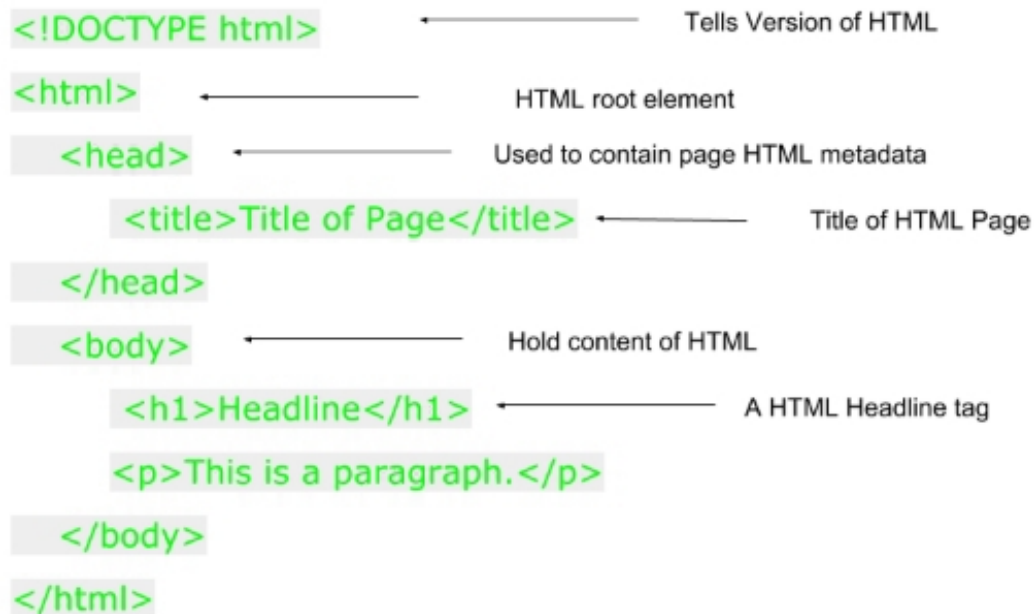 <!DOCTYPE html> Tells Version of HTML
<html> HTML root element
<head> Used to contain page HTML metadata
<title>Title of Page</title> Title of HTML Page
</head>
<body> Hold content of HTML
<h1>Headline</h1> A HTML Headline tag
<p>This is a paragraph.</p>
</body>
</html>